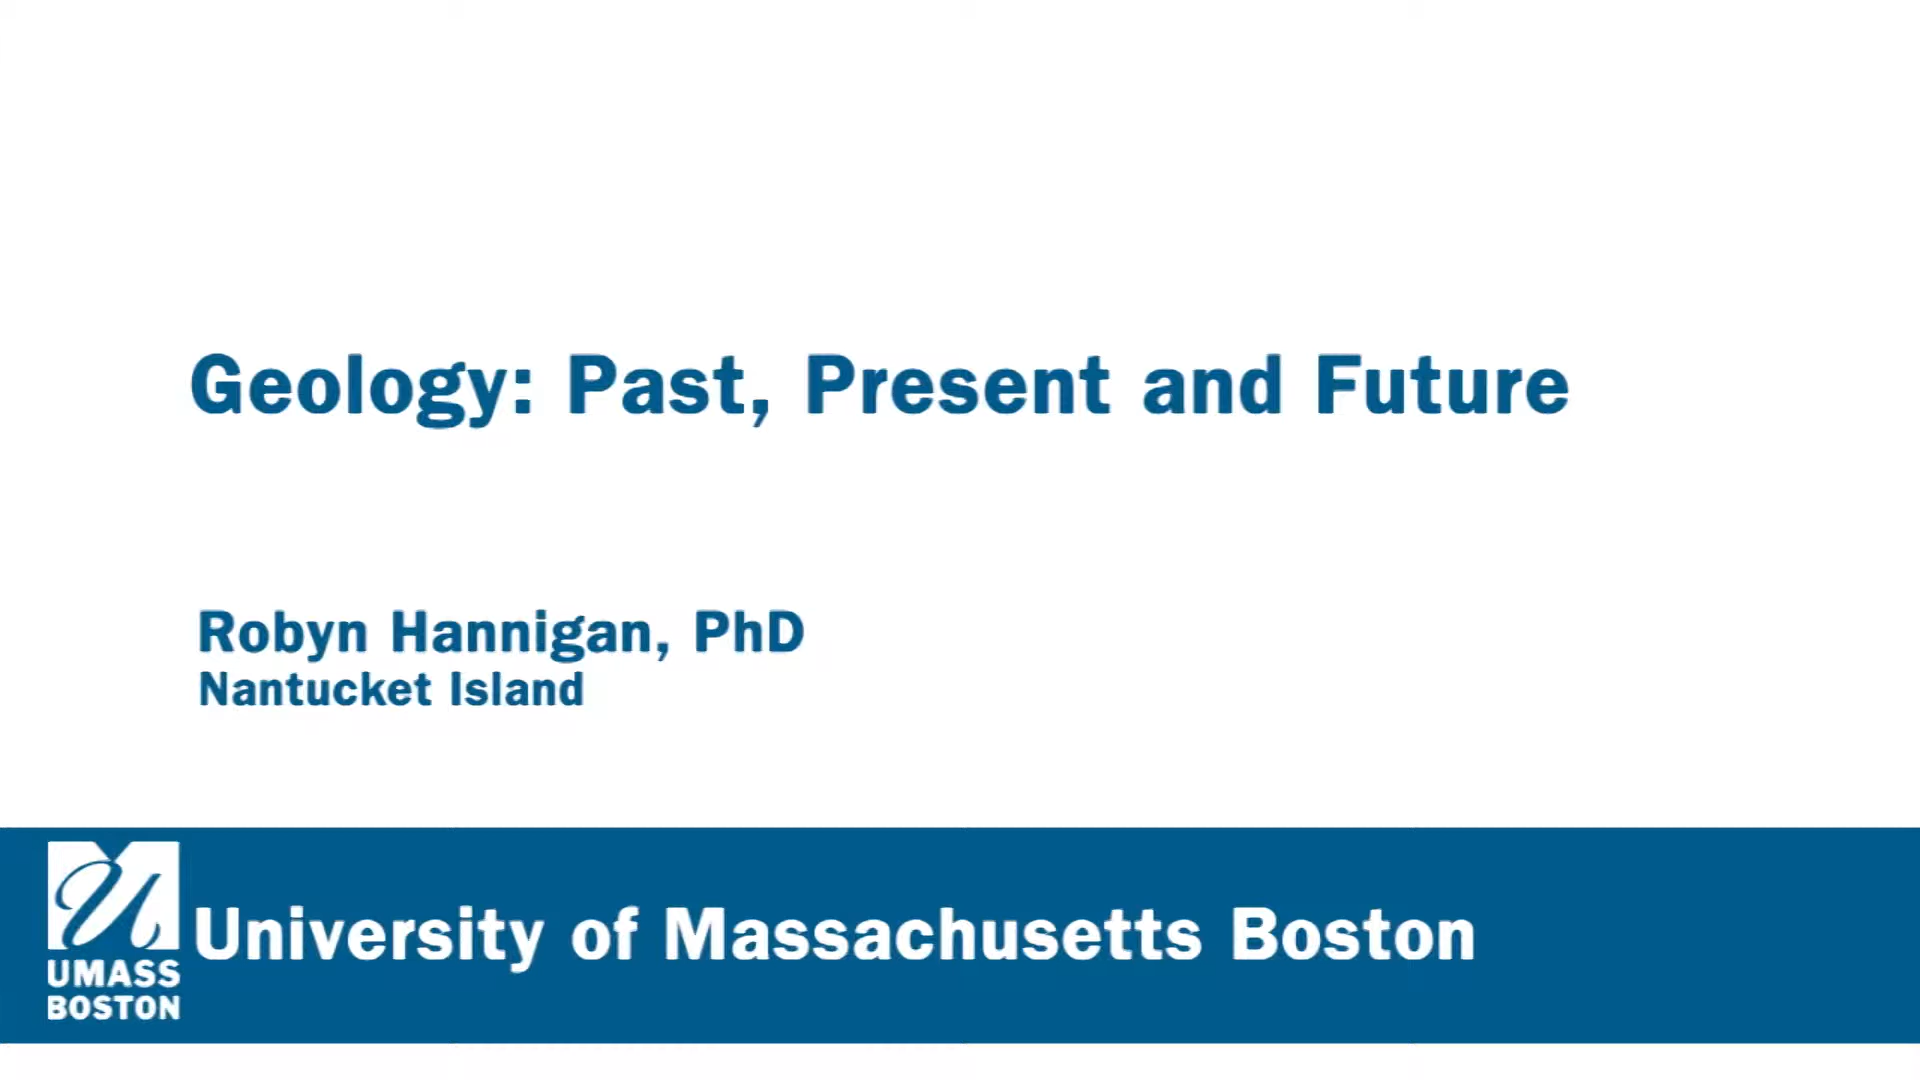 Geology: Past, Present and Future
Robyn Hannigan, PhD
Nantucket Island
University of Massachusetts Boston
UMASS
BOSTON